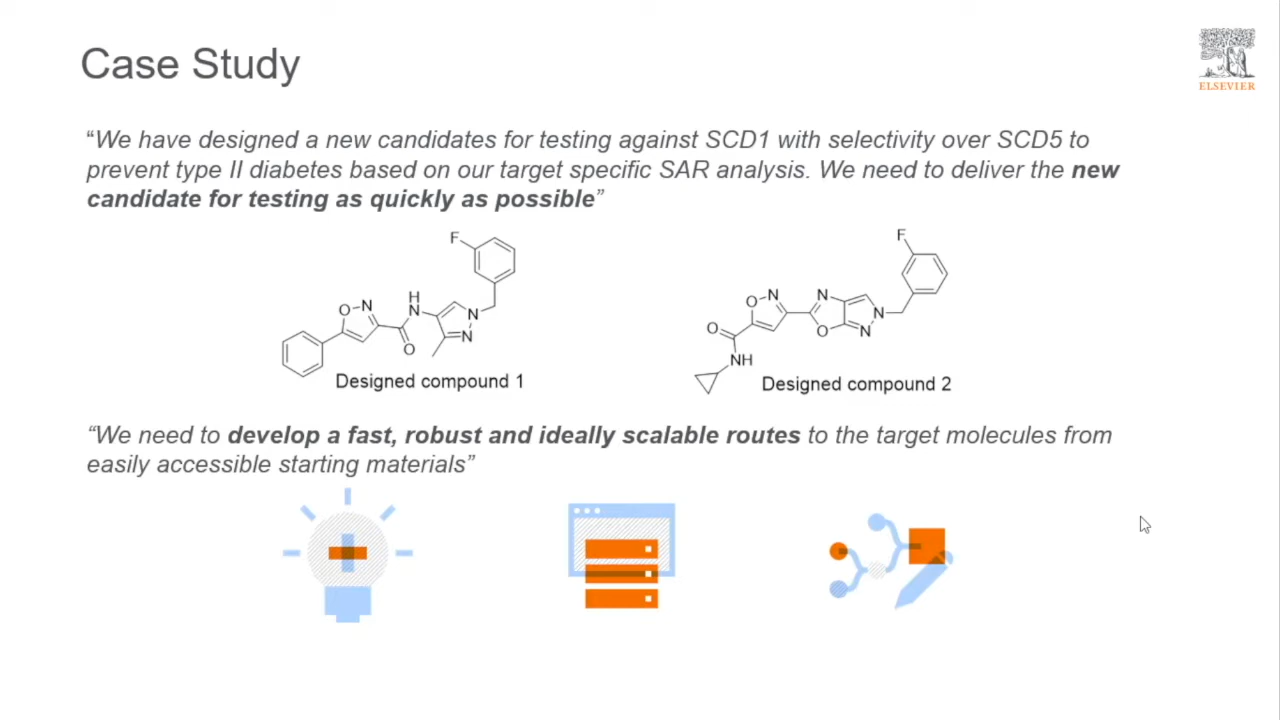 Case Study
ELSEVIER
“We have designed a new candidates for testing against SCD1 with selectivity over SCD5 to
prevent type II diabetes based on our target specific SAR analysis. We need to deliver the new
candidate for testing as quickly as possible”
F
H
N
O
N
N
N
O
Designed compound 1
F
O
N
N
N
N
O
O
NH
Designed compound 2
“We need to develop a fast, robust and ideally scalable routes to the target molecules from
easily accessible starting materials”